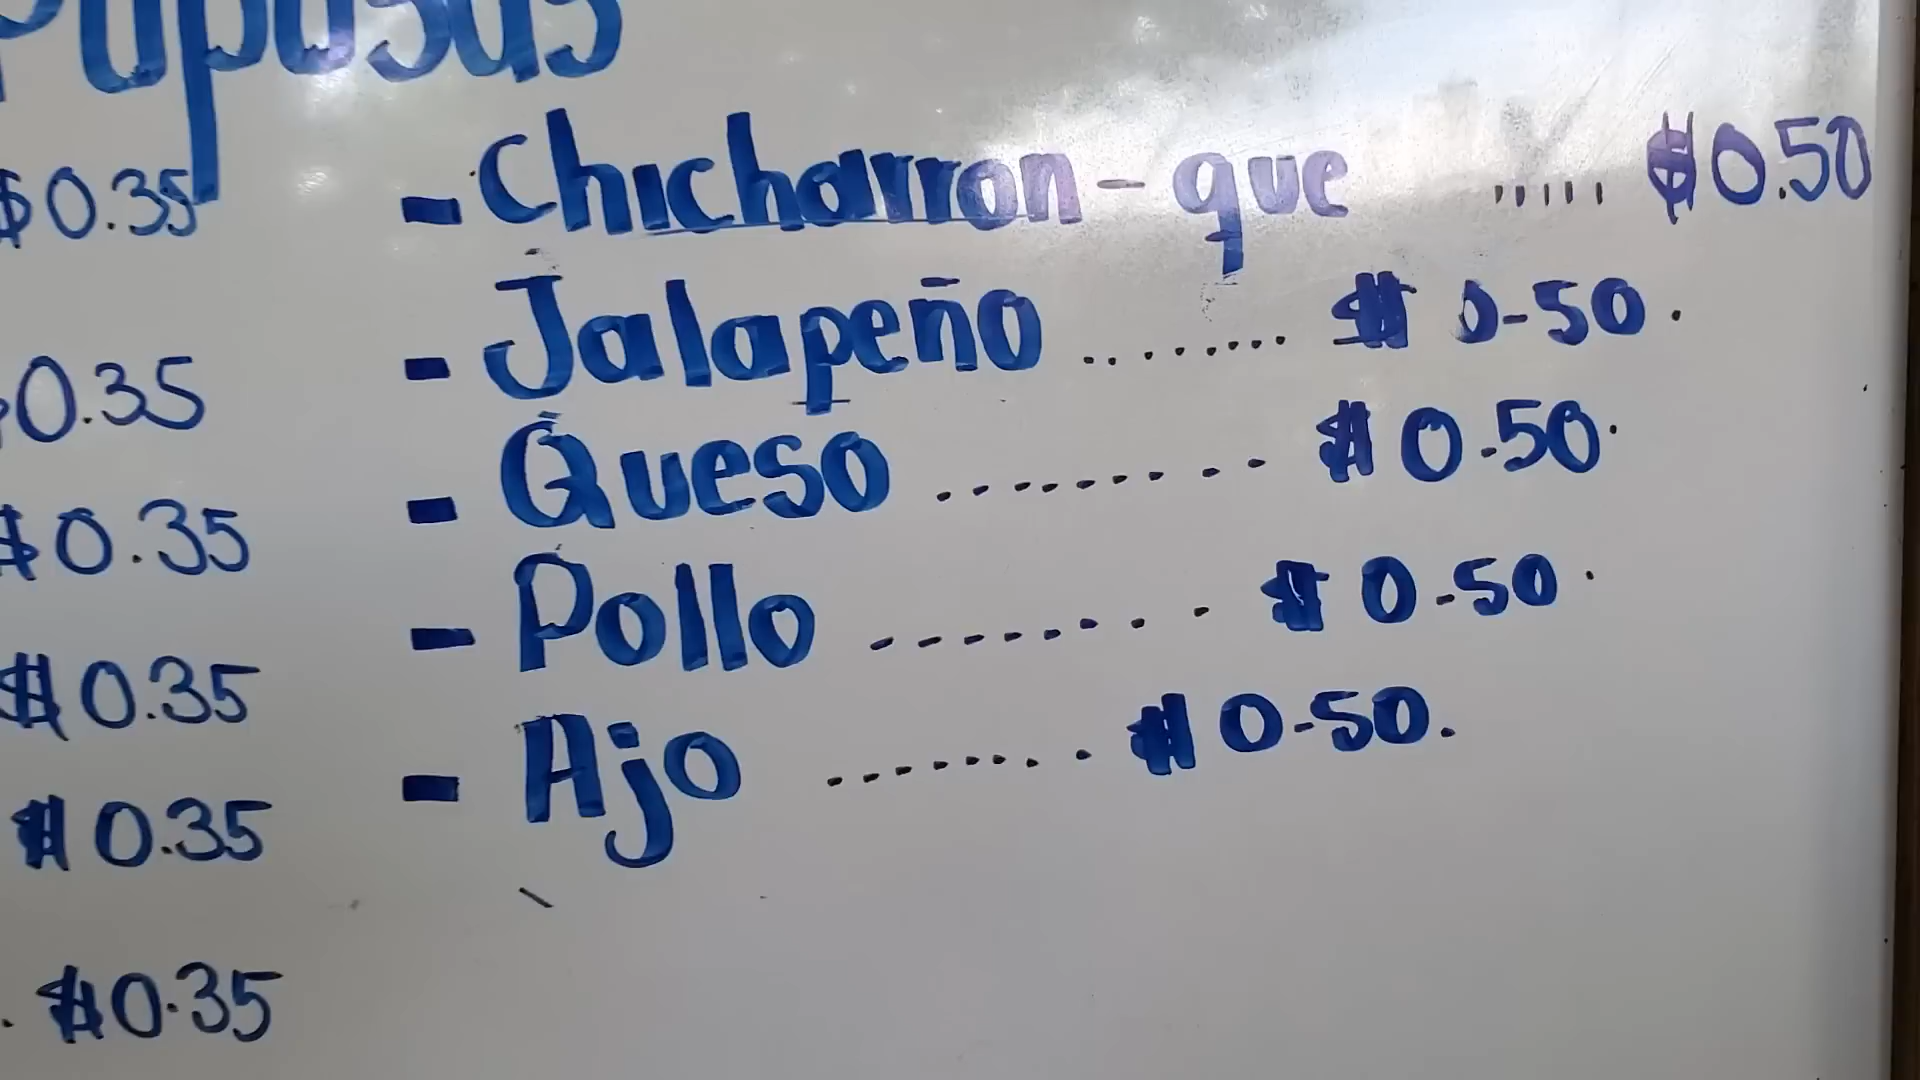 Pupusas
$0.35
- Chicharron - que ..... $0.50
- Jalapeño ........ $ 0-50.
0.35
- Queso ......... $ 0.50.
$0.35
- Pollo ......... $ 0-50.
$0.35
- Ajo ......... $ 0-50.
$0.35
. $0.35